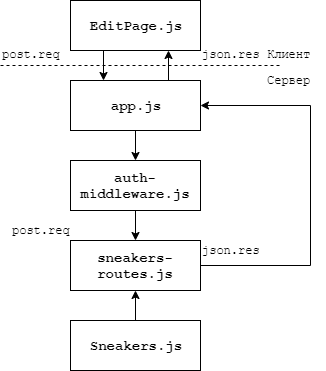 EditPage.js
post.req
json.res Клиент
Сервер
app.js
auth-
middleware.js
post.req
sneakers-
routes.js
json.res
Sneakers.js